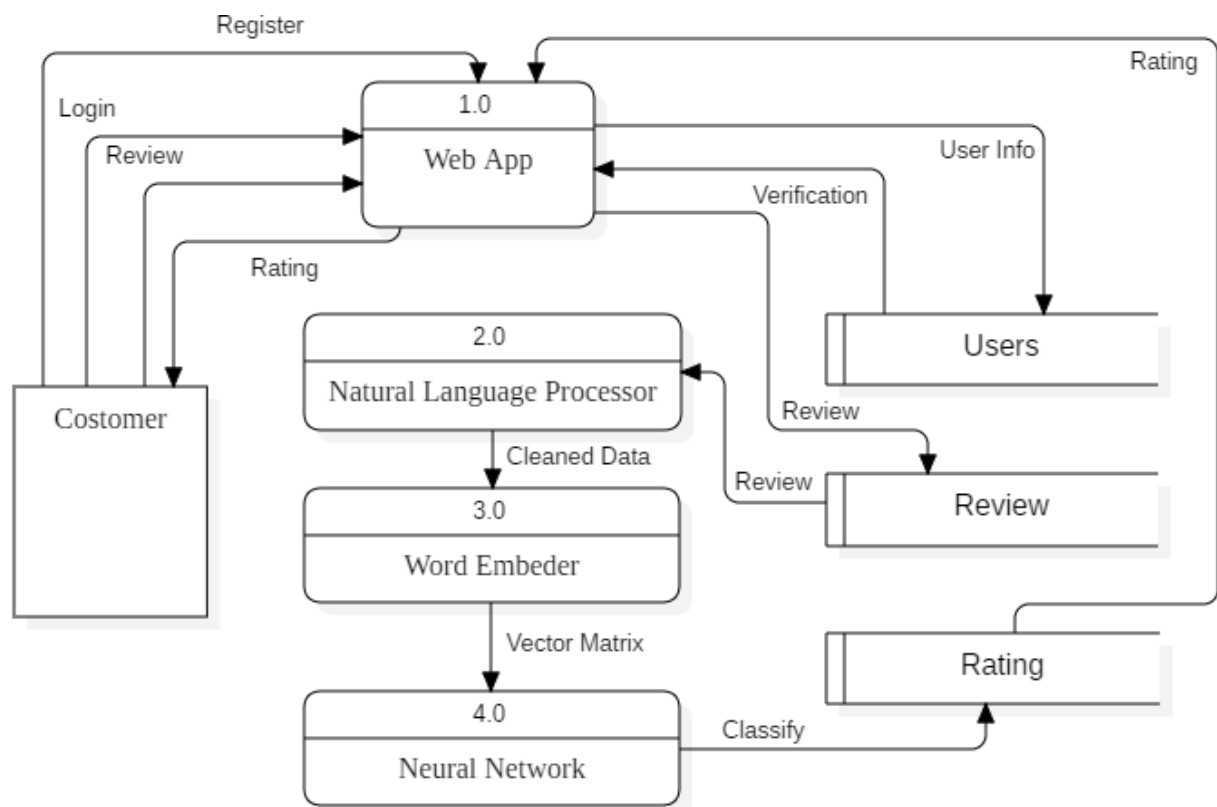 Register
Rating
Login
1.0
Web App
User Info
Review
Verification
Rating
2.0
Natural Language Processor
Users
Costomer
Review
Cleaned Data
Review
Review
3.0
Word Embeder
Vector Matrix
Rating
4.0
Neural Network
Classify